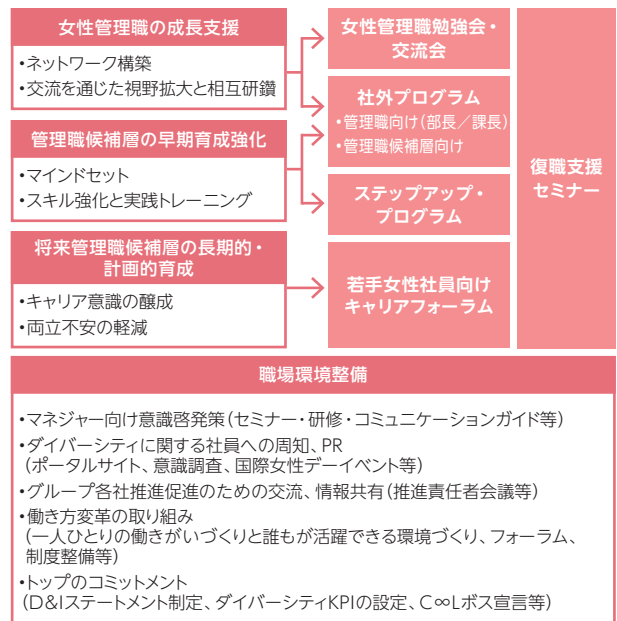 女性管理職の成長支援
・ネットワーク構築
・交流を通じた視野拡大と相互研鑽
管理職候補層の早期育成強化
・マインドセット
・スキル強化と実践トレーニング
将来管理職候補層の長期的・
計画的育成
・キャリア意識の醸成
・両立不安の軽減
女性管理職勉強会・
交流会
社外プログラム
・管理職向け（部長／課長）
・管理職候補層向け
ステップアップ・
プログラム
若手女性社員向け
キャリアフォーラム
復職支援
セミナー
職場環境整備
・マネジャー向け意識啓発策（セミナー・研修・コミュニケーションガイド等）
・ダイバーシティに関する社員への周知、PR
（ポータルサイト、意識調査、国際女性デーイベント等）
・グループ各社推進促進のための交流、情報共有（推進責任者会議等）
・働き方変革の取り組み
（一人ひとりの働きがいづくりと誰もが活躍できる環境づくり、フォーラム、
制度整備等）
・トップのコミットメント
（D&Iステートメント制定、ダイバーシティKPIの設定、C∞Lボス宣言等）